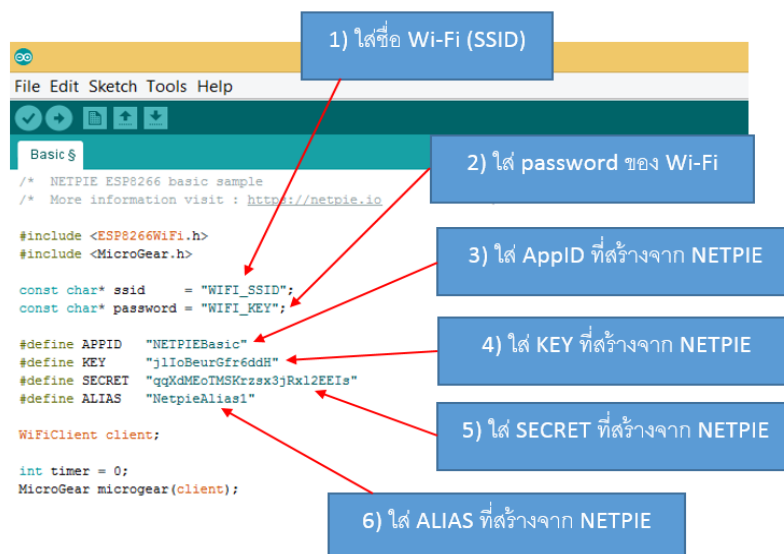 1) ใส่ชื่อ Wi-Fi (SSID)
File Edit Sketch Tools Help
Basic §
2) ใส่ password ของ Wi-Fi
/*  NETPIE ESP8266 basic sample
/*  More information visit : https://netpie.io
#include <ESP8266WiFi.h>
#include <MicroGear.h>
3) ใส่ AppID ที่สร้างจาก NETPIE
const char* ssid     = "WIFI_SSID";
const char* password = "WIFI_KEY";
#define APPID   "NETPIEBasic"
4) ใส่ KEY ที่สร้างจาก NETPIE
#define KEY     "jlIoBeurGfr6ddH"
#define SECRET  "qqXdMEoTMSKrzsx3jRxl2EEIs"
#define ALIAS   "NetpieAlias1"
5) ใส่ SECRET ที่สร้างจาก NETPIE
WiFiClient client;
int timer = 0;
MicroGear microgear(client);
6) ใส่ ALIAS ที่สร้างจาก NETPIE